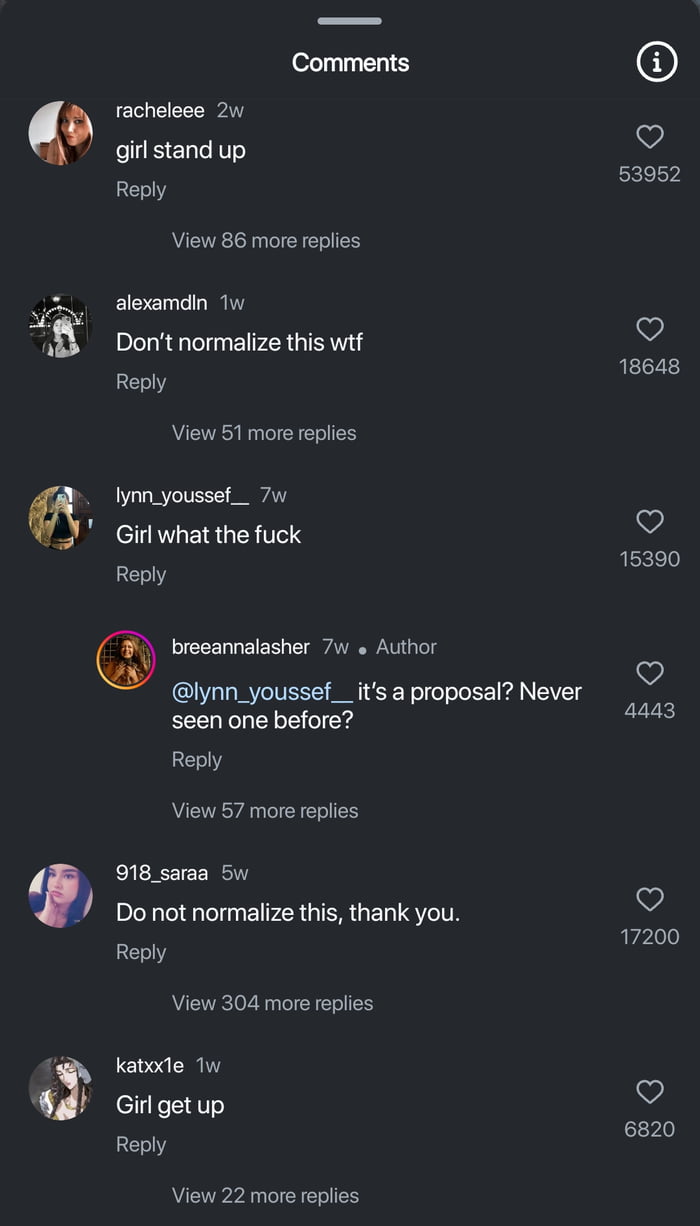 Comments
racheleee 2w
girl stand up
53952
Reply
View 86 more replies
alexamdln 1w
Don’t normalize this wtf
18648
Reply
View 51 more replies
lynn_youssef__ 7w
Girl what the fuck
15390
Reply
breeannalasher 7w • Author
@lynn_youssef__ it’s a proposal? Never
seen one before?
4443
Reply
View 57 more replies
918_saraa 5w
Do not normalize this, thank you.
17200
Reply
View 304 more replies
katxx1e 1w
Girl get up
6820
Reply
View 22 more replies